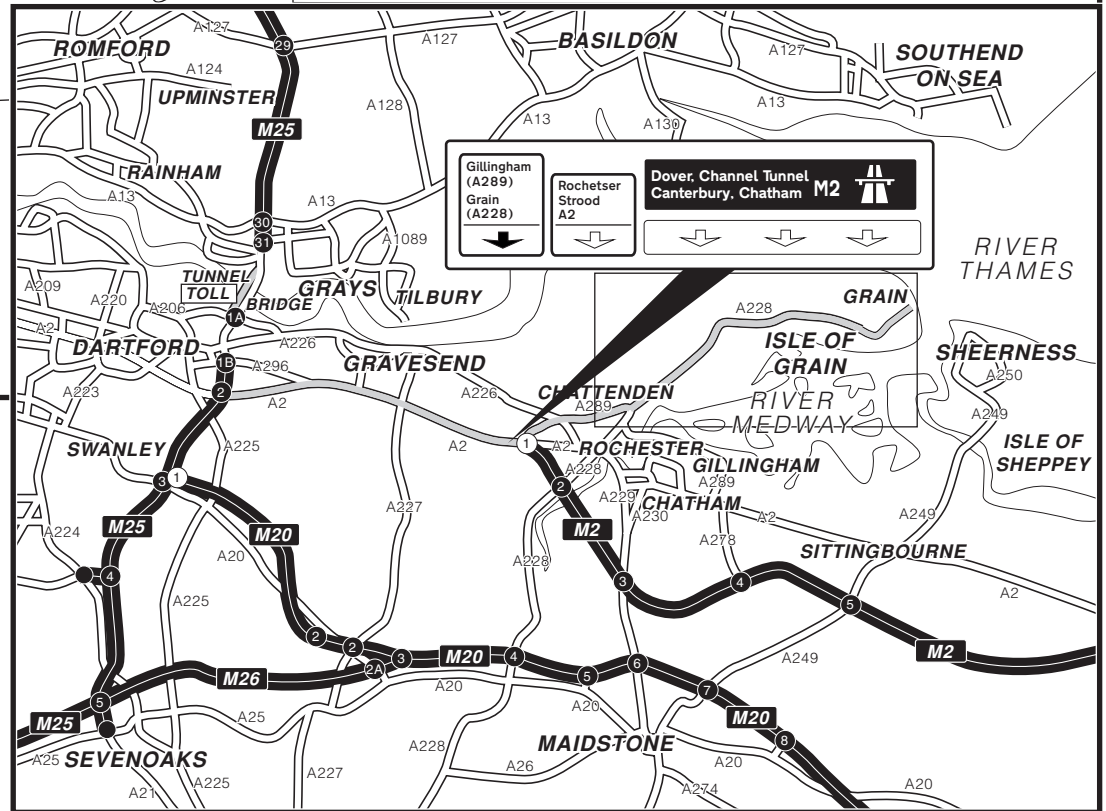 A127
29
ROMFORD
A127
BASILDON
A127
SOUTHEND
ON SEA
A124
UPMINSTER
A128
A13
A13
M25
A130
RAINHAM
Gillingham
(A289)
Grain
(A228)
Rochetser
Strood
A2
Dover, Channel Tunnel
Canterbury, Chatham
M2
A13
A13
30
31
A1089
RIVER
THAMES
TUNNEL
TOLL
BRIDGE
GRAYS
TILBURY
A209
A220
A206
1A
A2
A226
A228
GRAIN
DARTFORD
1B
A296
GRAVESEND
ISLE OF
GRAIN
SHEERNESS
A250
A223
2
A2
A226
CHATTENDEN
A289
RIVER
MEDWAY
A249
SWANLEY
A225
A2
1
A2
ROCHESTER
GILLINGHAM
ISLE OF
SHEPPEY
3
1
A228
2
A229
A289
CHATHAM
A230
A2
A249
A224
M25
M20
A227
M2
A278
A20
A228
SITTINGBOURNE
4
3
4
A2
A225
5
2
2
3
2A
M20
4
6
M2
M26
5
A249
A20
A20
7
5
M25
A25
M20
8
A25
SEVENOAKS
A228
MAIDSTONE
A20
A21
A225
A227
A26
A274
A20